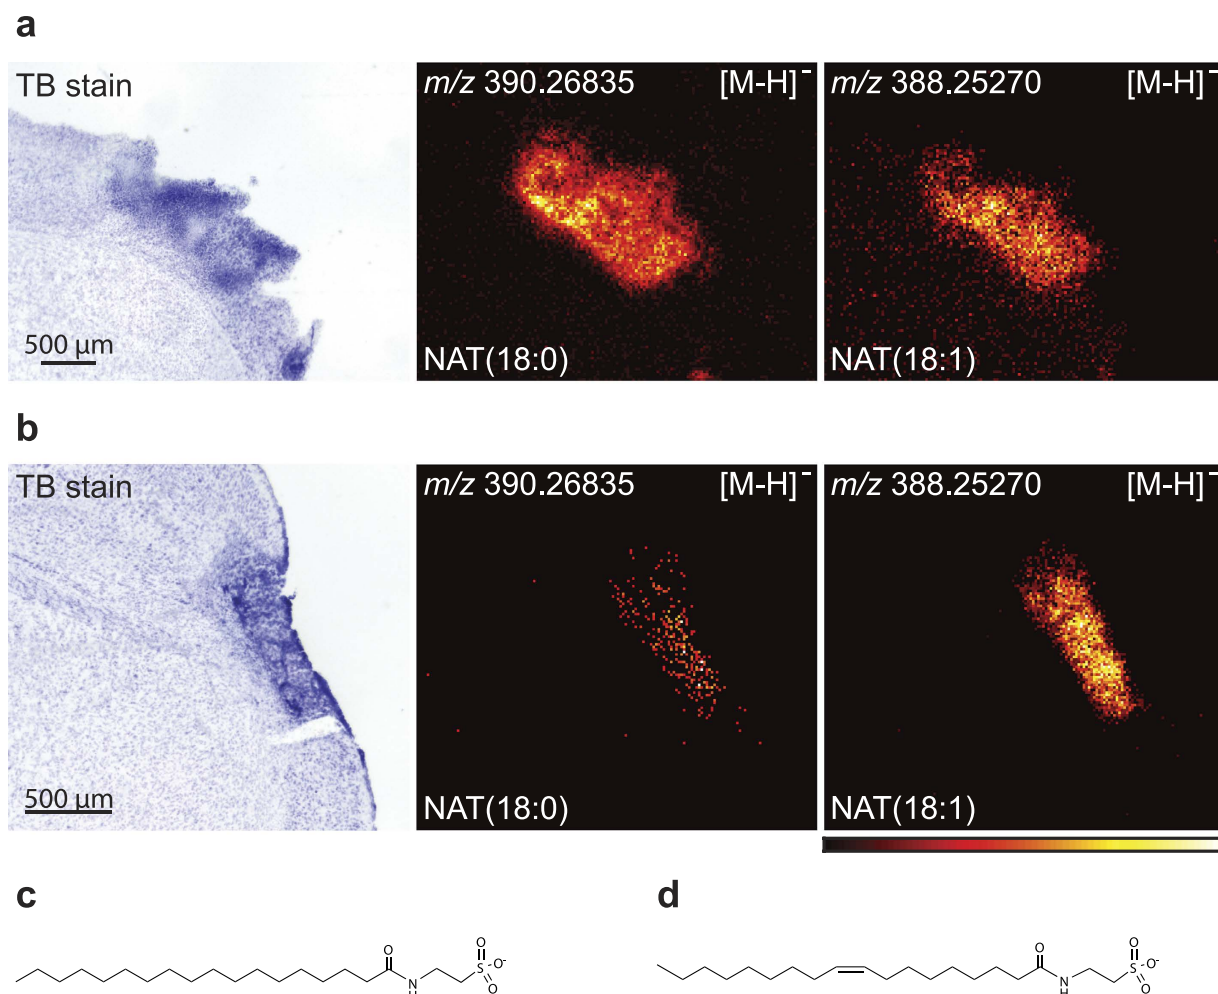 a
TB stain
m/z 390.26835 [M-H]⁻
m/z 388.25270 [M-H]⁻
500 µm
NAT(18:0)
NAT(18:1)
b
TB stain
m/z 390.26835 [M-H]⁻
m/z 388.25270 [M-H]⁻
500 µm
NAT(18:0)
NAT(18:1)
c
d
O
O
S
O⁻
O
N
H
O
O
S
O⁻
O
N
H